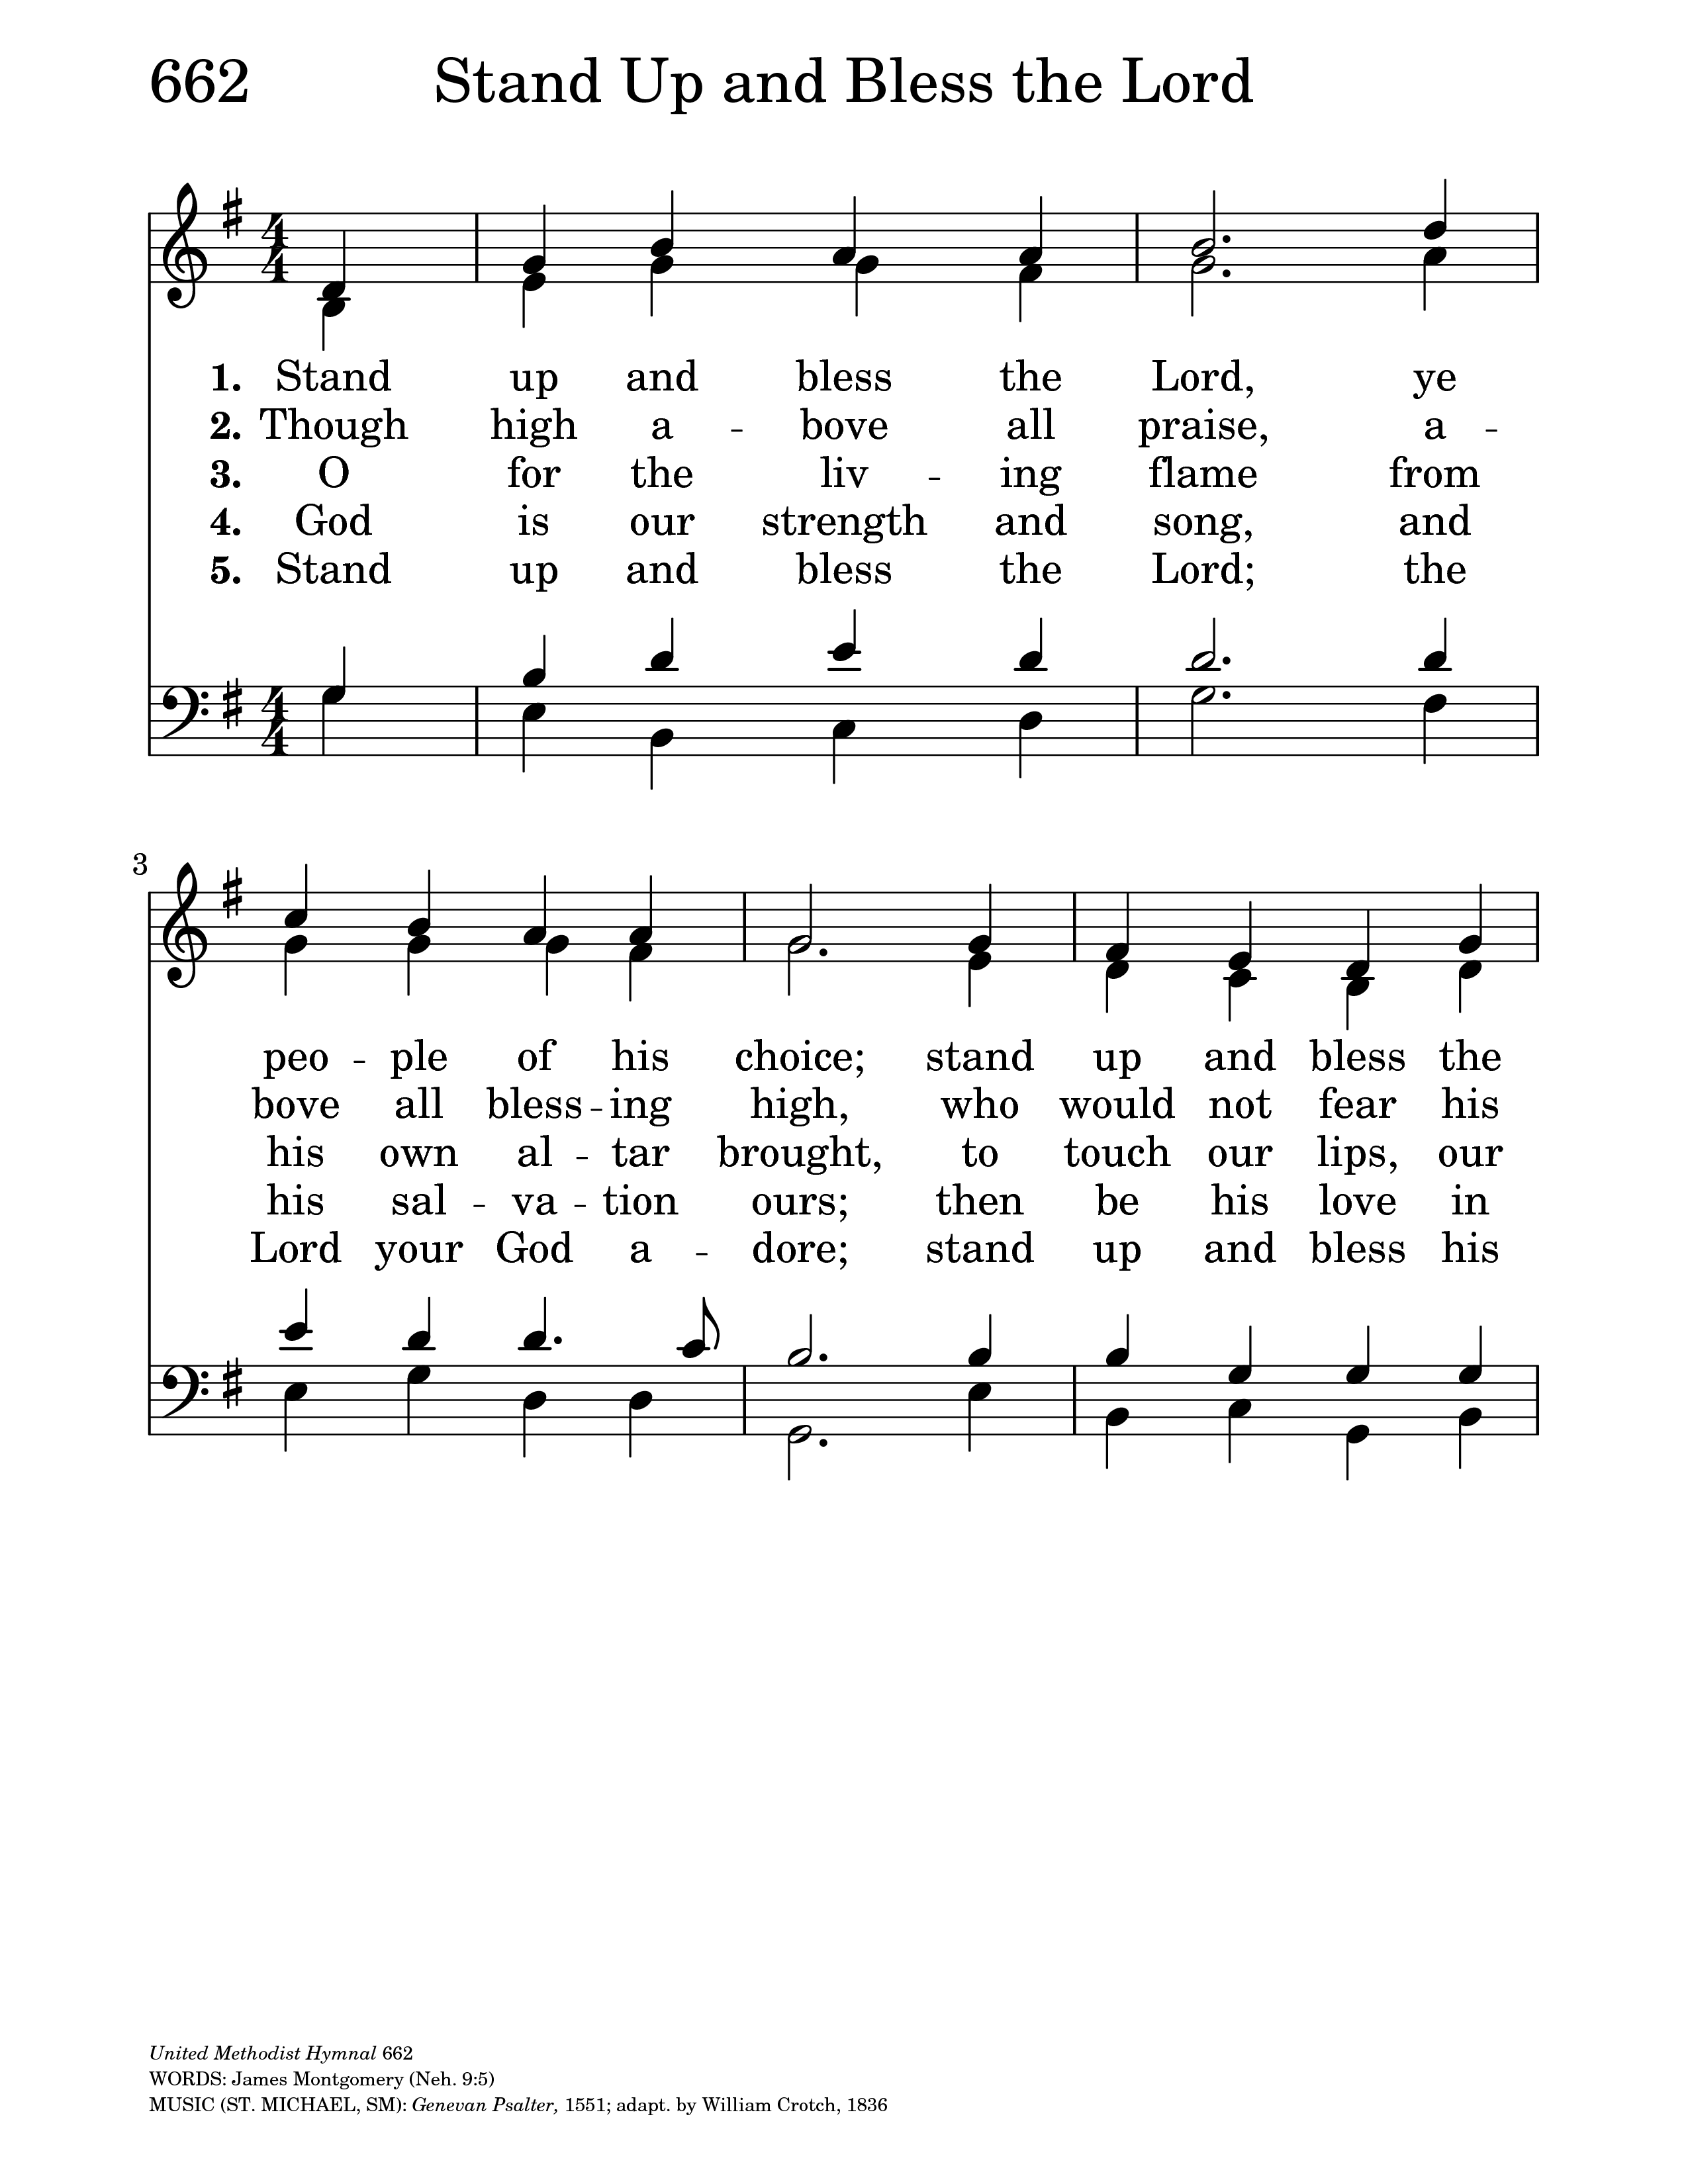 662 Stand Up and Bless the Lord
4/4
1. Stand up and bless the Lord, ye
2. Though high a - bove all praise, a -
3. O for the liv - ing flame from
4. God is our strength and song, and
5. Stand up and bless the Lord; the
4/4
3
peo - ple of his choice; stand up and bless the
bove all bless - ing high, who would not fear his
his own al - tar brought, to touch our lips, our
his sal - va - tion ours; then be his love in
Lord your God a - dore; stand up and bless his
United Methodist Hymnal 662
WORDS: James Montgomery (Neh. 9:5)
MUSIC (ST. MICHAEL, SM): Genevan Psalter, 1551; adapt. by William Crotch, 1836